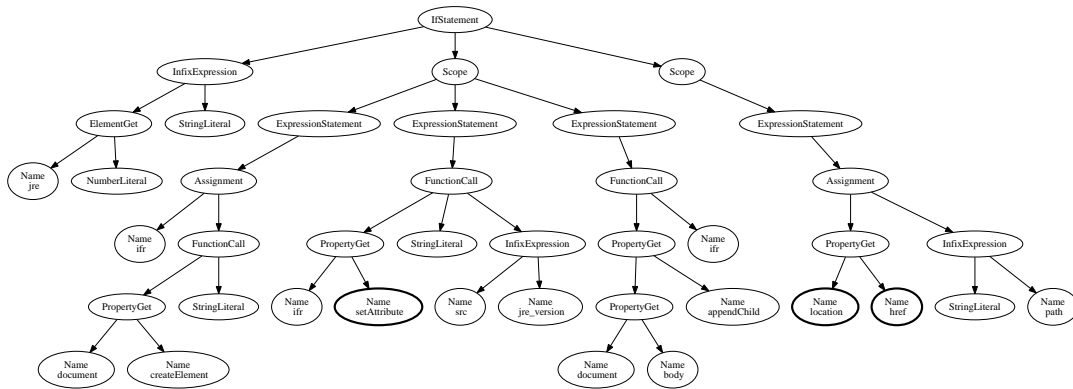 IfStatement
InfixExpression
Scope
Scope
ElementGet
StringLiteral
ExpressionStatement
ExpressionStatement
ExpressionStatement
ExpressionStatement
Name
jre
NumberLiteral
Assignment
FunctionCall
FunctionCall
Assignment
Name
ifr
FunctionCall
PropertyGet
StringLiteral
InfixExpression
PropertyGet
Name
ifr
PropertyGet
InfixExpression
PropertyGet
StringLiteral
Name
ifr
Name
setAttribute
Name
src
Name
jre_version
PropertyGet
Name
appendChild
Name
location
Name
href
StringLiteral
Name
path
Name
document
Name
createElement
Name
document
Name
body